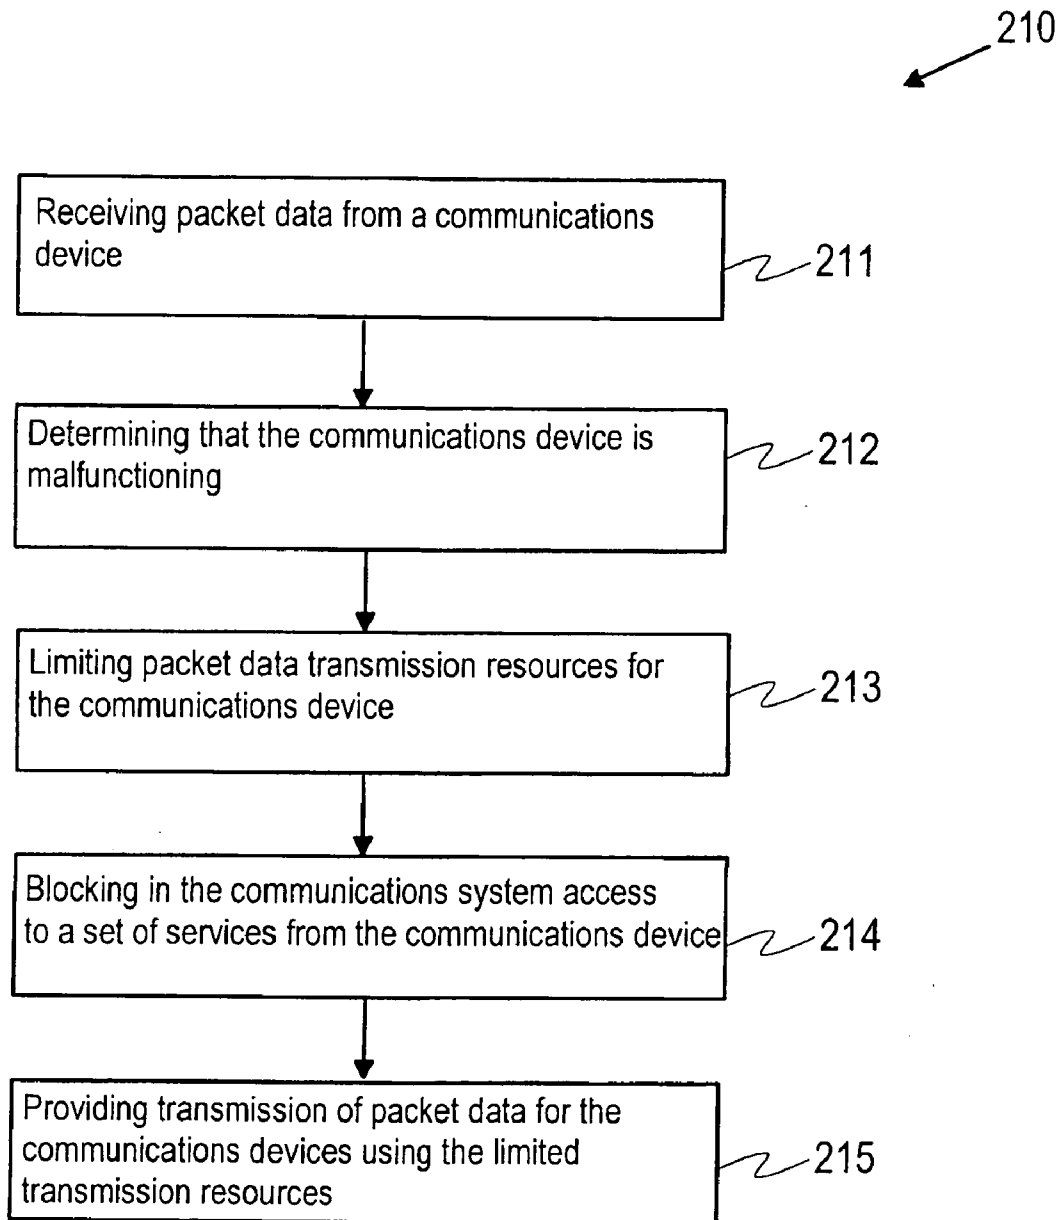 210
Receiving packet data from a communications
device
211
Determining that the communications device is
malfunctioning
212
Limiting packet data transmission resources for
the communications device
213
Blocking in the communications system access
to a set of services from the communications device
214
Providing transmission of packet data for the
communications devices using the limited
transmission resources
215